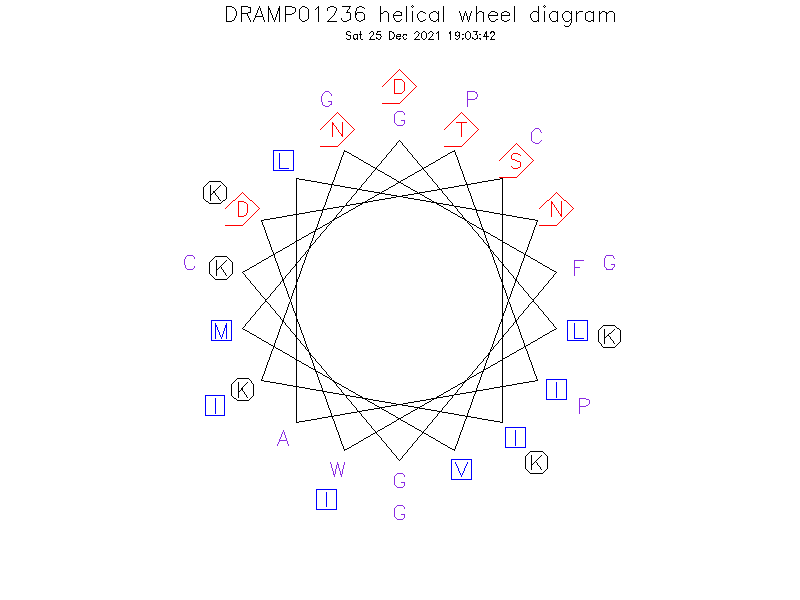 DRAMP01236 helical wheel diagram
Sat 25 Dec 2021 19:03:42
D
G P
N G T C
L S
K D N
C K F G
M L K
I K I P
A I K
W V
G
I G